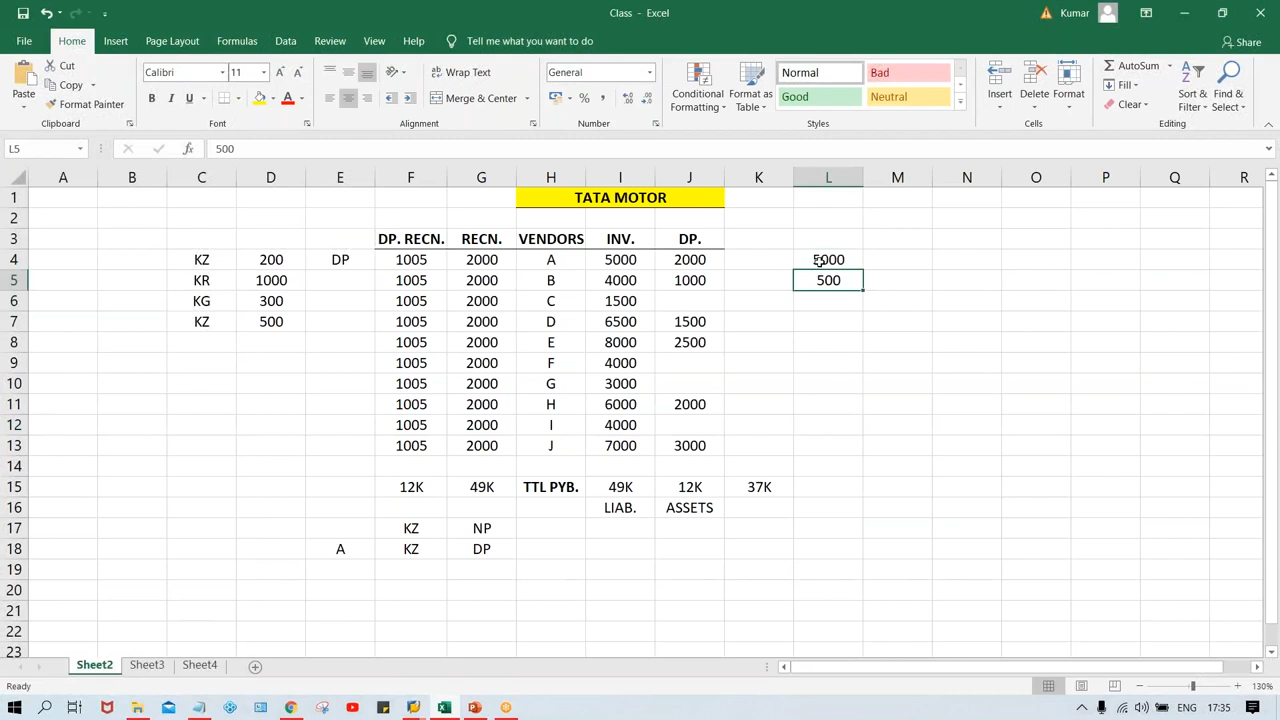 Class - Excel
Kumar
File Home Insert Page Layout Formulas Data Review View Help Tell me what you want to do Share
Paste
Cut
Copy
Format Painter
Clipboard
Calibri 11
B I U
Font
Wrap Text
Merge & Center
Alignment
General
Number
Conditional Formatting
Format as Table
Normal Bad
Good Neutral
Styles
Insert Delete Format
Cells
AutoSum
Fill
Clear
Sort & Filter
Find & Select
Editing
L5 fx 500
A B C D E F G H I J K L M N O P Q R
1 TATA MOTOR
2
3 DP. RECN. RECN. VENDORS INV. DP.
4 KZ 200 DP 1005 2000 A 5000 2000 5000
5 KR 1000 1005 2000 B 4000 1000 500
6 KG 300 1005 2000 C 1500
7 KZ 500 1005 2000 D 6500 1500
8 1005 2000 E 8000 2500
9 1005 2000 F 4000
10 1005 2000 G 3000
11 1005 2000 H 6000 2000
12 1005 2000 I 4000
13 1005 2000 J 7000 3000
14
15 12K 49K TTL PYB. 49K 12K 37K
16 LIAB. ASSETS
17 KZ NP
18 A KZ DP
19
20
21
22
23
Sheet2 Sheet3 Sheet4
Ready 130%
ENG 17:35